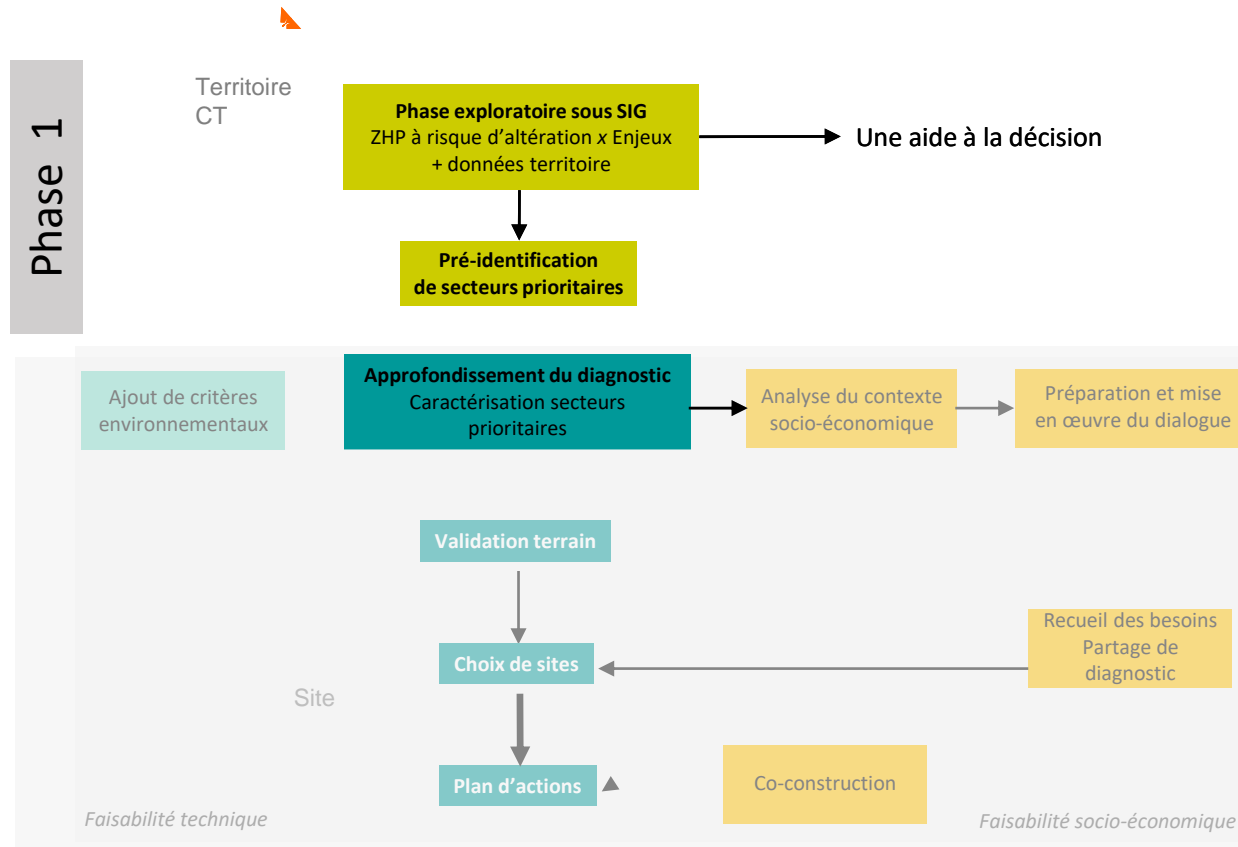 Phase 1
Territoire
CT
Phase exploratoire sous SIG
ZHP à risque d'altération x Enjeux
+ données territoire
Une aide à la décision
Pré-identification
de secteurs prioritaires
Ajout de critères
environnementaux
Approfondissement du diagnostic
Caractérisation secteurs
prioritaires
Analyse du contexte
socio-économique
Préparation et mise
en œuvre du dialogue
Validation terrain
Recueil des besoins
Partage de
diagnostic
Choix de sites
Site
Plan d'actions
Co-construction
Faisabilité technique
Faisabilité socio-économique